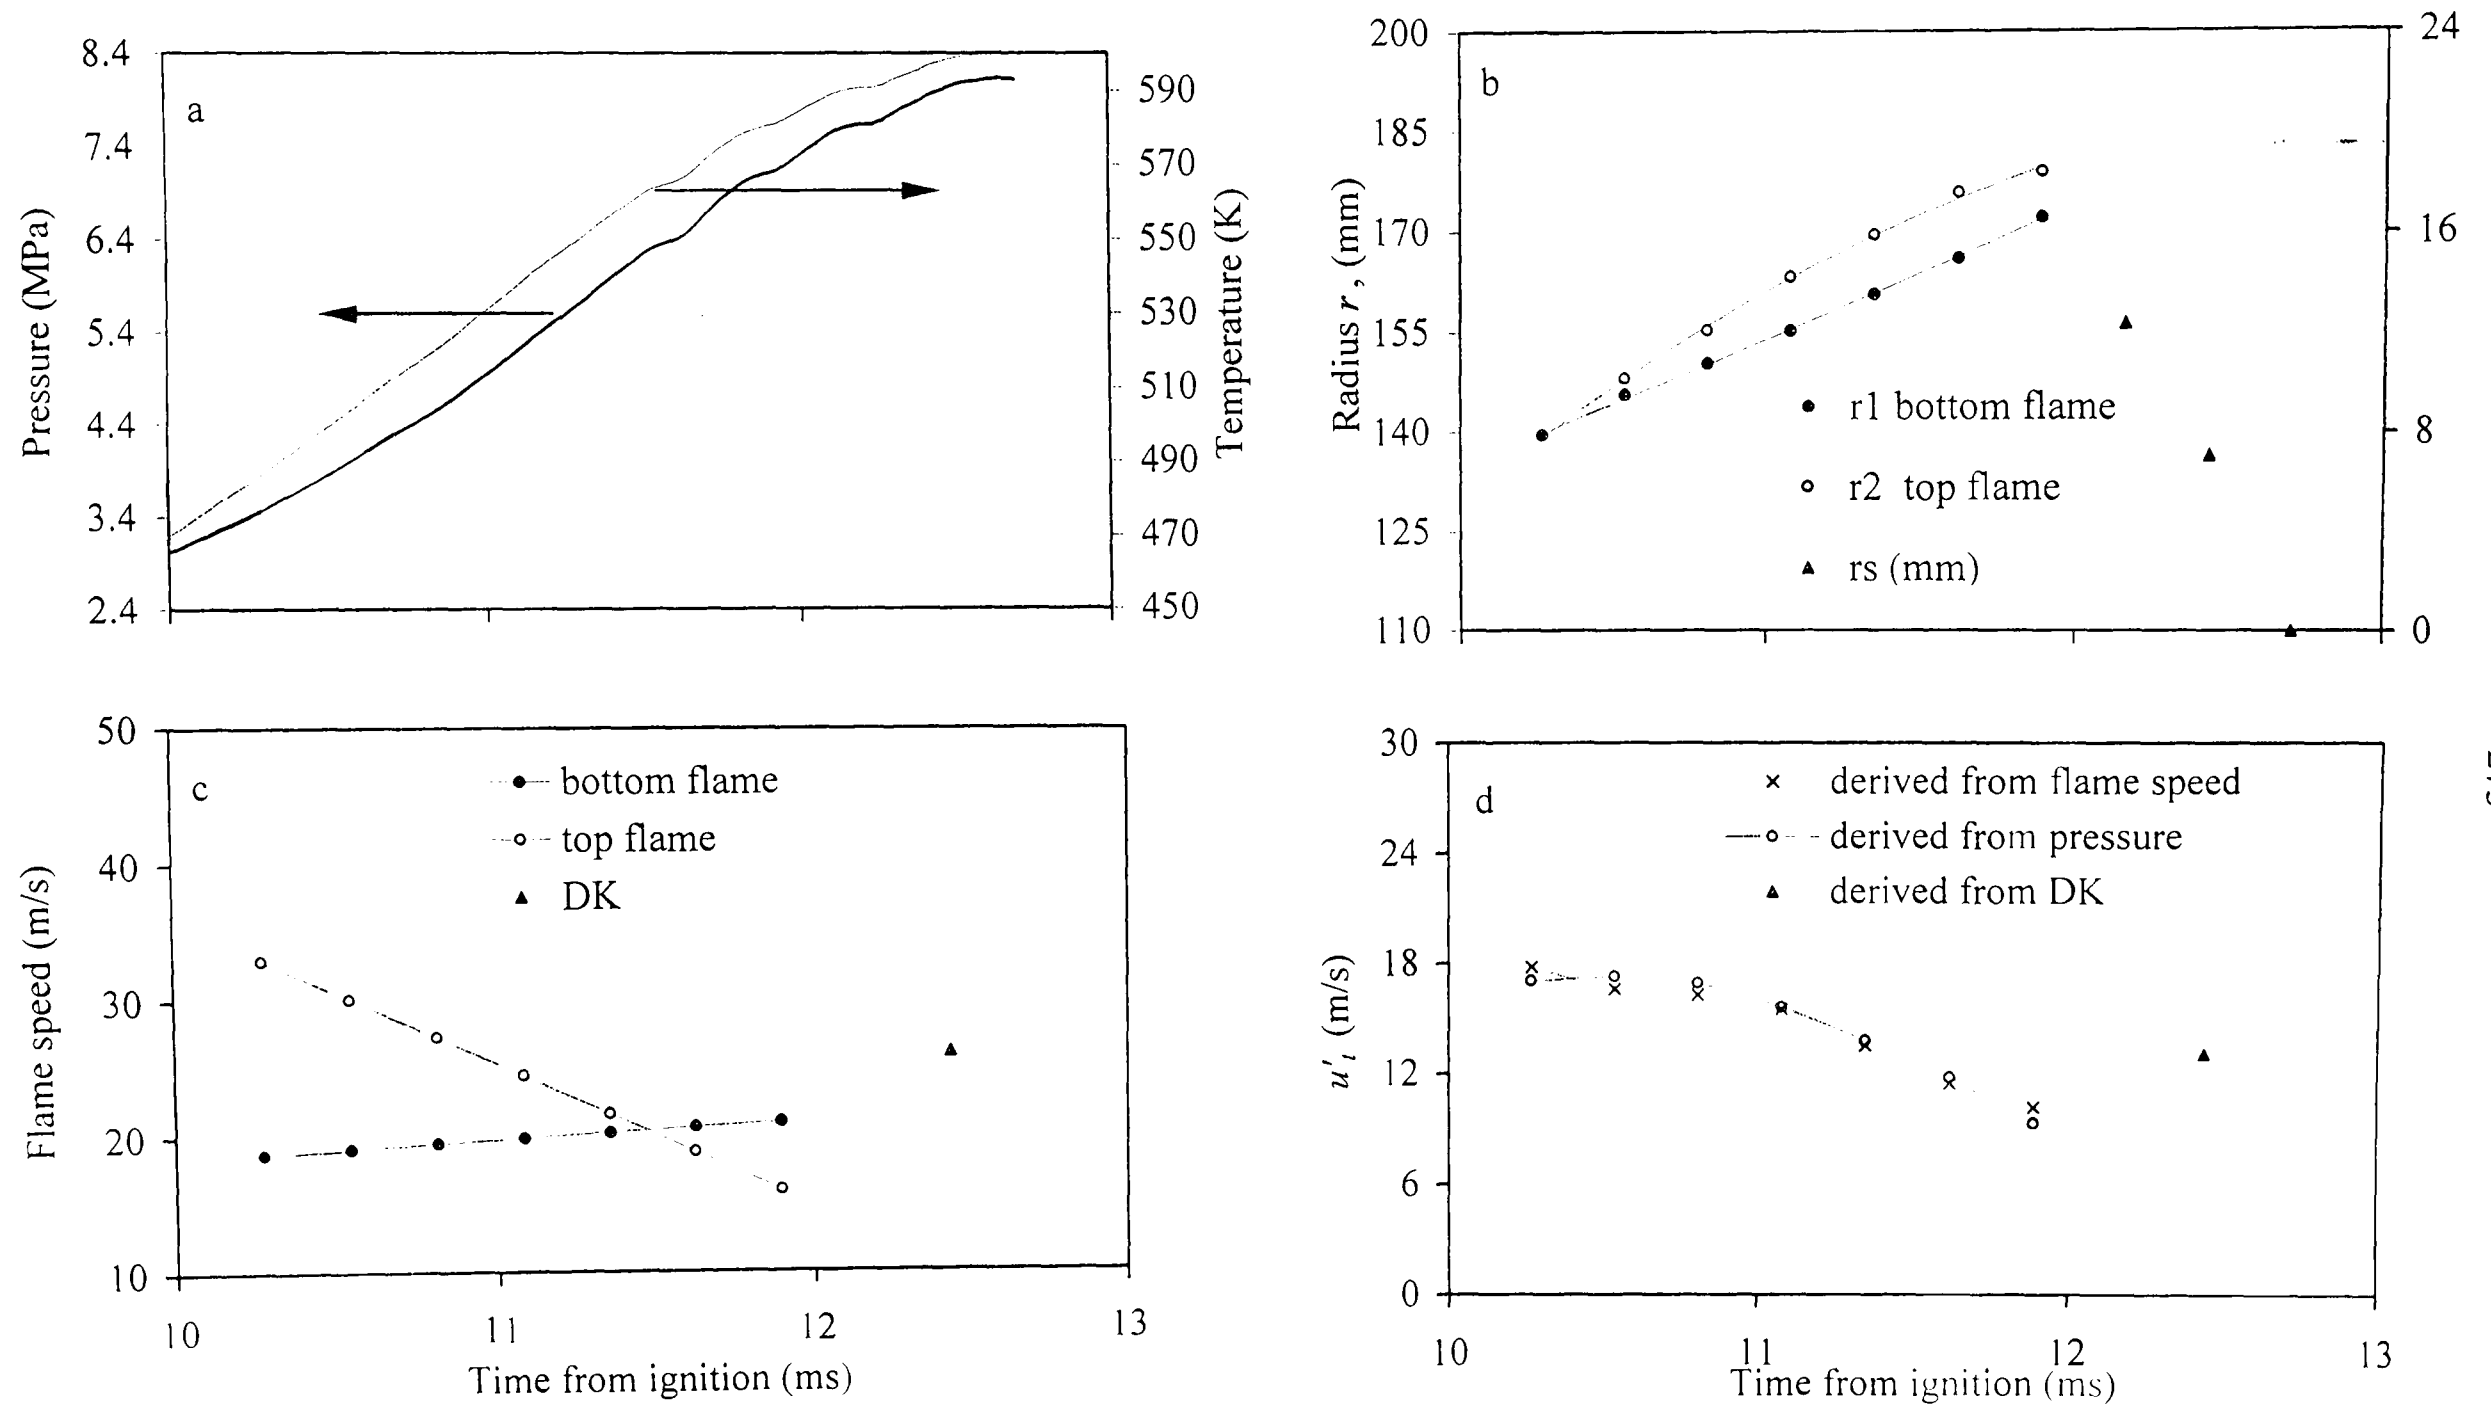 8.4
7.4
6.4
5.4
4.4
3.4
2.4
Pressure (MPa)
a
590
570
550
530
510
490
470
450
Temperature (K)
200
185
170
155
140
125
110
Radius r, (mm)
b
r1 bottom flame
r2 top flame
rs (mm)
24
16
8
0
50
40
30
20
10
Flame speed (m/s)
c
bottom flame
top flame
DK
10
11
12
13
Time from ignition (ms)
30
24
18
12
6
0
u'ₗ (m/s)
d
derived from flame speed
derived from pressure
derived from DK
10
11
12
13
Time from ignition (ms)